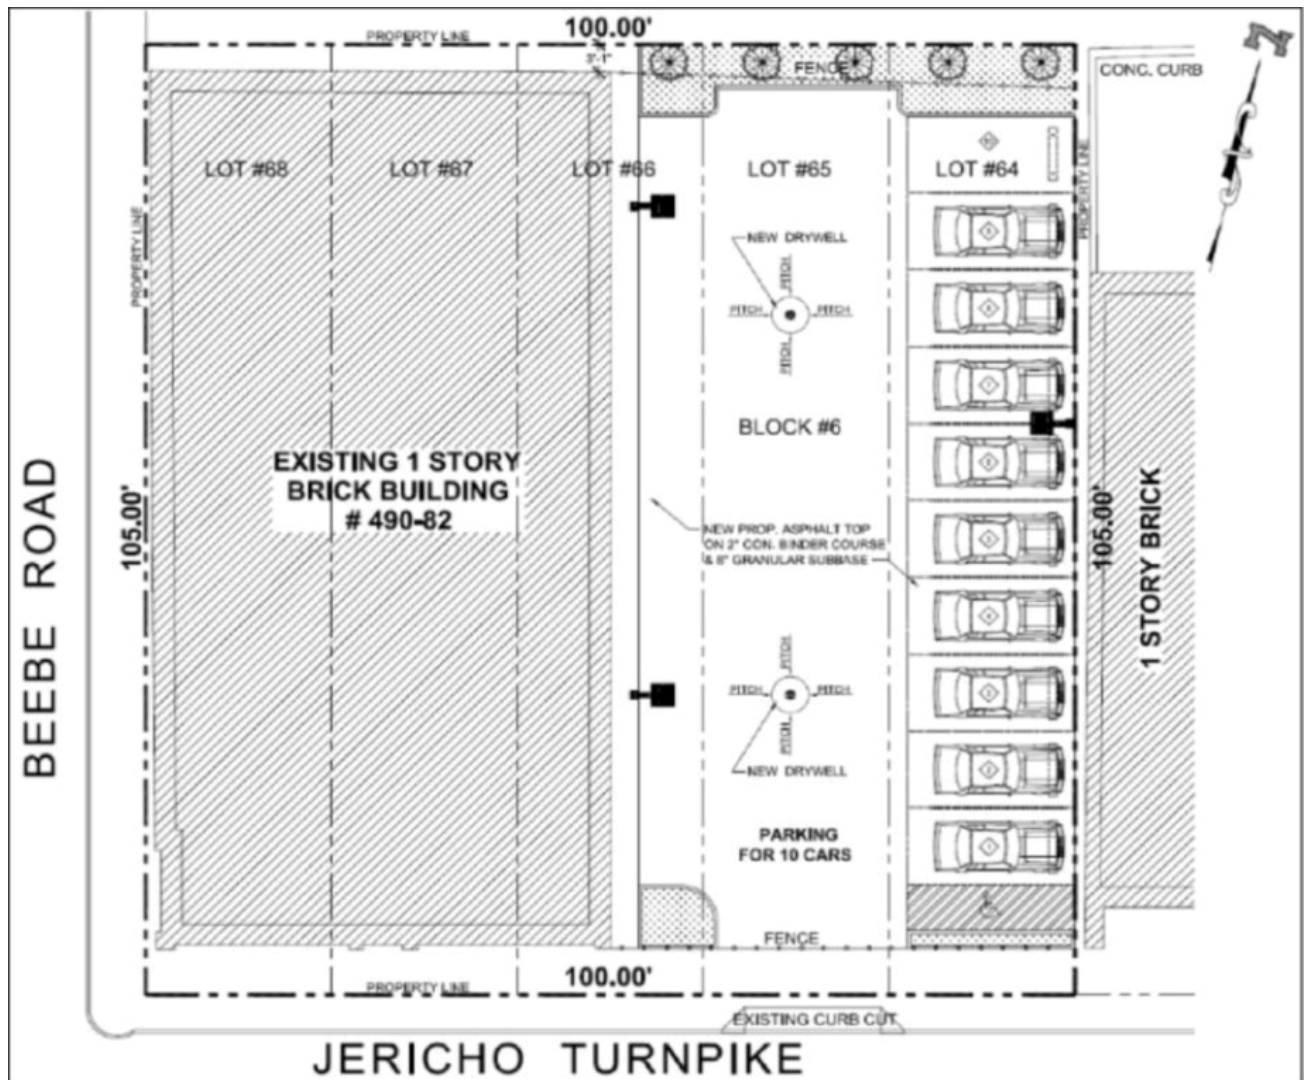 100.00'
PROPERTY LINE
3'-1"
FENCE
CONC. CURB
N
LOT #68
LOT #67
LOT #66
LOT #65
LOT #64
PROPERTY LINE
PROPERTY LINE
NEW DRYWELL
PITCH
PITCH
PITCH
PITCH
BLOCK #6
EXISTING 1 STORY
BRICK BUILDING
# 490-82
BEEBE ROAD
105.00'
NEW PROP. ASPHALT TOP
ON 2" CON. BINDER COURSE
& 8" GRANULAR SUBBASE
105.00'
1 STORY BRICK
PITCH
PITCH
PITCH
PITCH
NEW DRYWELL
PARKING
FOR 10 CARS
FENCE
100.00'
PROPERTY LINE
EXISTING CURB CUT
JERICHO TURNPIKE